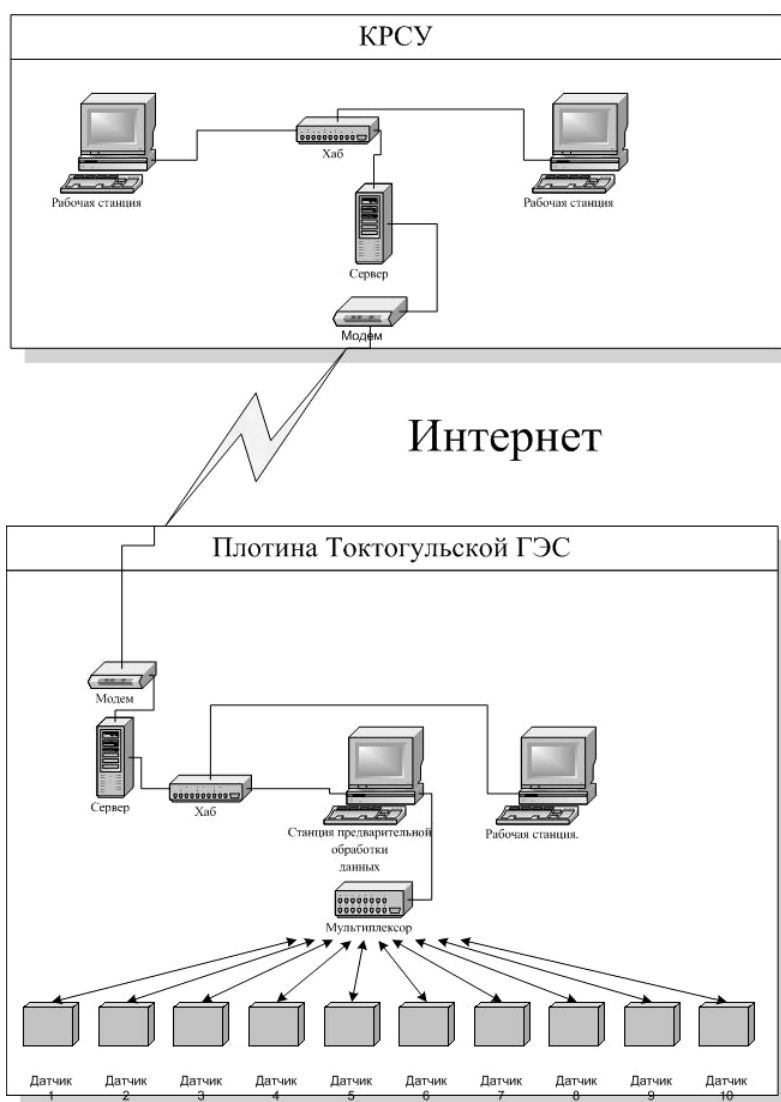 КРСУ
Хаб
Рабочая станция
Рабочая станция
Сервер
Модем
Интернет
Плотина Токтогульской ГЭС
Модем
Сервер
Хаб
Станция предварительной
обработки
данных
Рабочая станция.
Мультиплексор
Датчик
1
Датчик
2
Датчик
3
Датчик
4
Датчик
5
Датчик
6
Датчик
7
Датчик
8
Датчик
9
Датчик
10